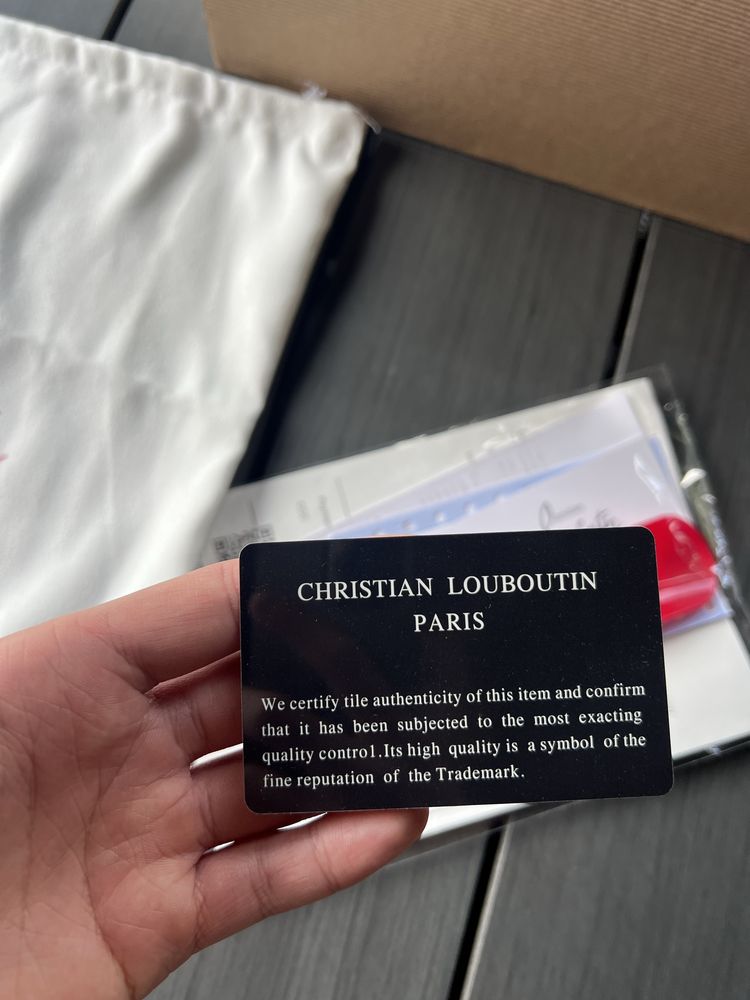 CHRISTIAN LOUBOUTIN
PARIS
We certify tile authenticity of this item and confirm
that it has been subjected to the most exacting
quality contro1.Its high quality is a symbol of the
fine reputation of the Trademark.